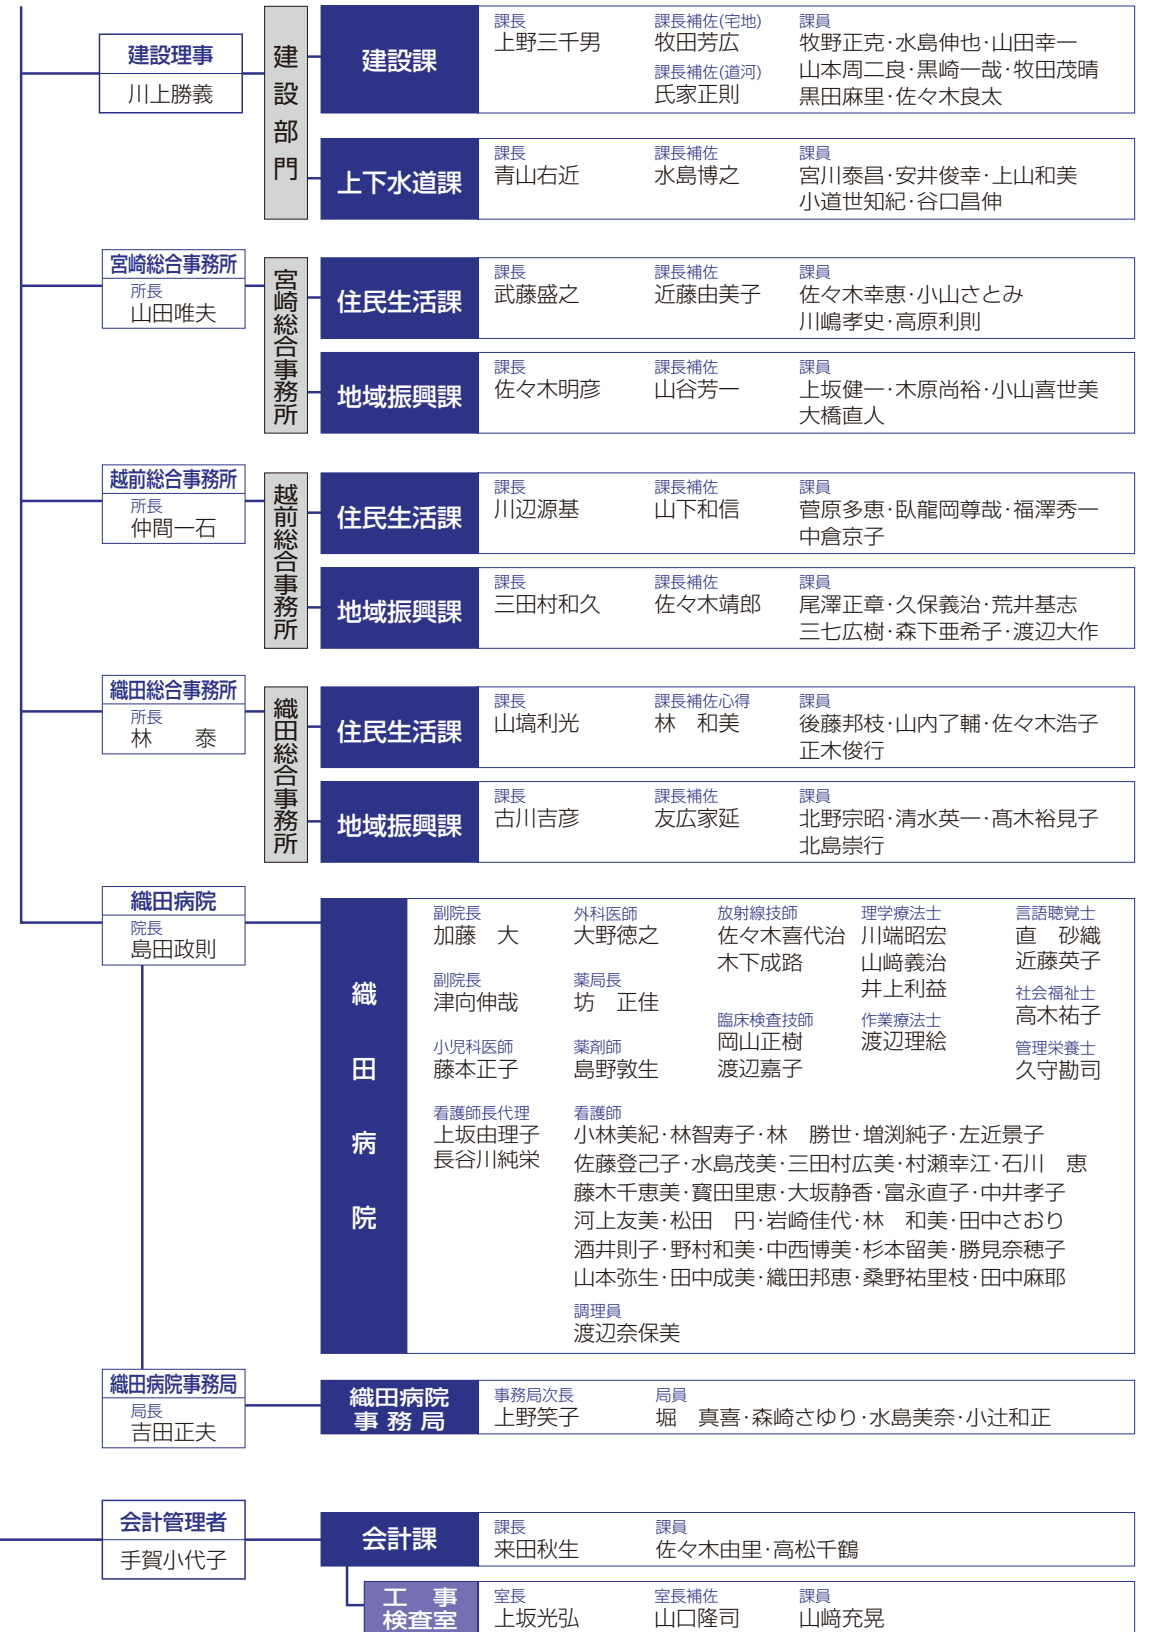 建設理事
川上勝義
建設部門
建設課
課長
上野三千男
課長補佐(宅地)
牧田芳広
課長補佐(道河)
氏家正則
課員
牧野正克・水島伸也・山田幸一
山本周二良・黒崎一哉・牧田茂晴
黒田麻里・佐々木良太
上下水道課
課長
青山右近
課長補佐
水島博之
課員
宮川泰昌・安井俊幸・上山和美
小道世知紀・谷口昌伸
宮崎総合事務所
所長
山田唯夫
宮崎総合事務所
住民生活課
課長
武藤盛之
課長補佐
近藤由美子
課員
佐々木幸恵・小山さとみ
川嶋孝史・高原利則
地域振興課
課長
佐々木明彦
課長補佐
山谷芳一
課員
上坂健一・木原尚裕・小山喜世美
大橋直人
越前総合事務所
所長
仲間一石
越前総合事務所
住民生活課
課長
川辺源基
課長補佐
山下和信
課員
菅原多恵・臥龍岡尊哉・福澤秀一
中倉京子
地域振興課
課長
三田村和久
課長補佐
佐々木靖郎
課員
尾澤正章・久保義治・荒井基志
三七広樹・森下亜希子・渡辺大作
織田総合事務所
所長
林　　泰
織田総合事務所
住民生活課
課長
山塙利光
課長補佐心得
林　和美
課員
後藤邦枝・山内了輔・佐々木浩子
正木俊行
地域振興課
課長
古川吉彦
課長補佐
友広家延
課員
北野宗昭・清水英一・髙木裕見子
北島崇行
織田病院
院長
島田政則
織田病院
副院長
加藤　大
副院長
津向伸哉
小児科医師
藤本正子
看護師長代理
上坂由理子
長谷川純栄
外科医師
大野徳之
薬局長
坊　正佳
薬剤師
島野敦生
放射線技師
佐々木喜代治
木下成路
臨床検査技師
岡山正樹
渡辺嘉子
理学療法士
川端昭宏
山﨑義治
井上利益
作業療法士
渡辺理絵
言語聴覚士
直　砂織
近藤英子
社会福祉士
高木祐子
管理栄養士
久守勘司
看護師
小林美紀・林智寿子・林　勝世・増渕純子・左近景子
佐藤登己子・水島茂美・三田村広美・村瀬幸江・石川　恵
藤木千恵美・寳田里恵・大坂静香・富永直子・中井孝子
河上友美・松田　円・岩崎佳代・林　和美・田中さおり
酒井則子・野村和美・中西博美・杉本留美・勝見奈穂子
山本弥生・田中成美・織田邦恵・桑野祐里枝・田中麻耶
調理員
渡辺奈保美
織田病院事務局
局長
吉田正夫
織田病院
事務局
事務局次長
上野笑子
局員
堀　真喜・森崎さゆり・水島美奈・小辻和正
会計管理者
手賀小代子
会計課
課長
来田秋生
課員
佐々木由里・高松千鶴
工　事
検査室
室長
上坂光弘
室長補佐
山口隆司
課員
山﨑充晃